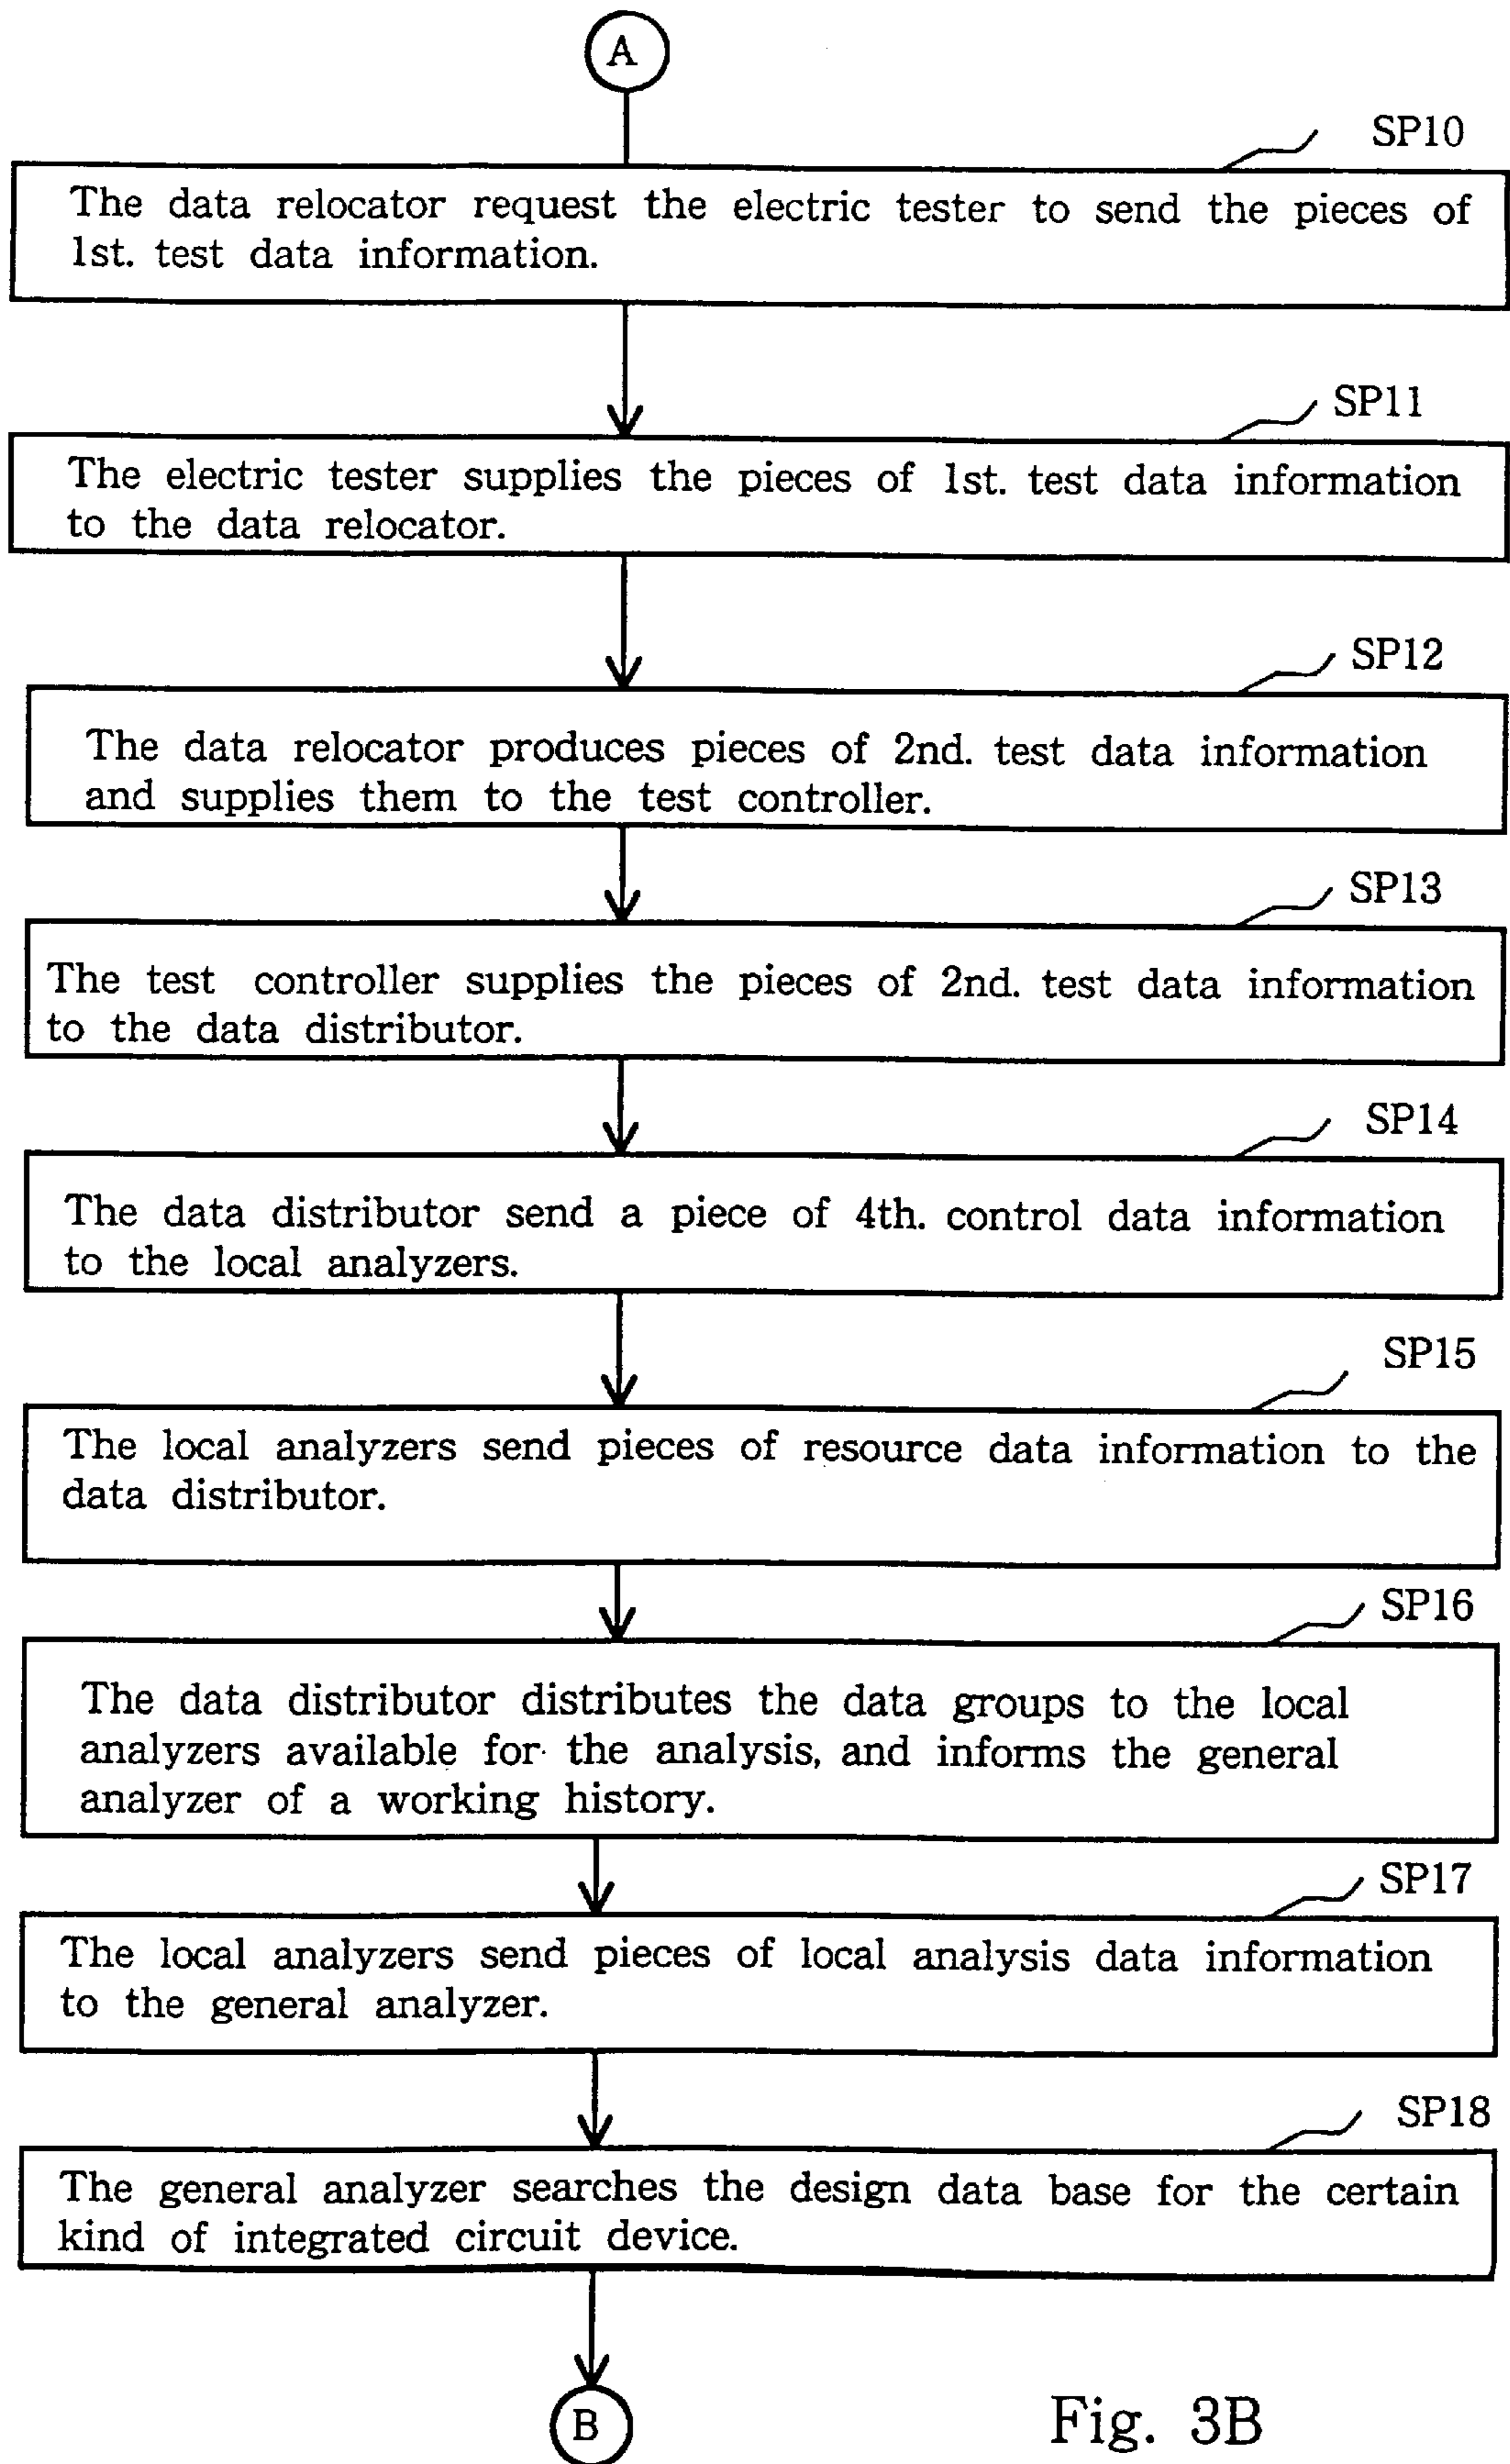 A
SP10
The data relocator request the electric tester to send the pieces of
1st. test data information.
SP11
The electric tester supplies the pieces of 1st. test data information
to the data relocator.
SP12
The data relocator produces pieces of 2nd. test data information
and supplies them to the test controller.
SP13
The test controller supplies the pieces of 2nd. test data information
to the data distributor.
SP14
The data distributor send a piece of 4th. control data information
to the local analyzers.
SP15
The local analyzers send pieces of resource data information to the
data distributor.
SP16
The data distributor distributes the data groups to the local
analyzers available for the analysis, and informs the general
analyzer of a working history.
SP17
The local analyzers send pieces of local analysis data information
to the general analyzer.
SP18
The general analyzer searches the design data base for the certain
kind of integrated circuit device.
B
Fig. 3B